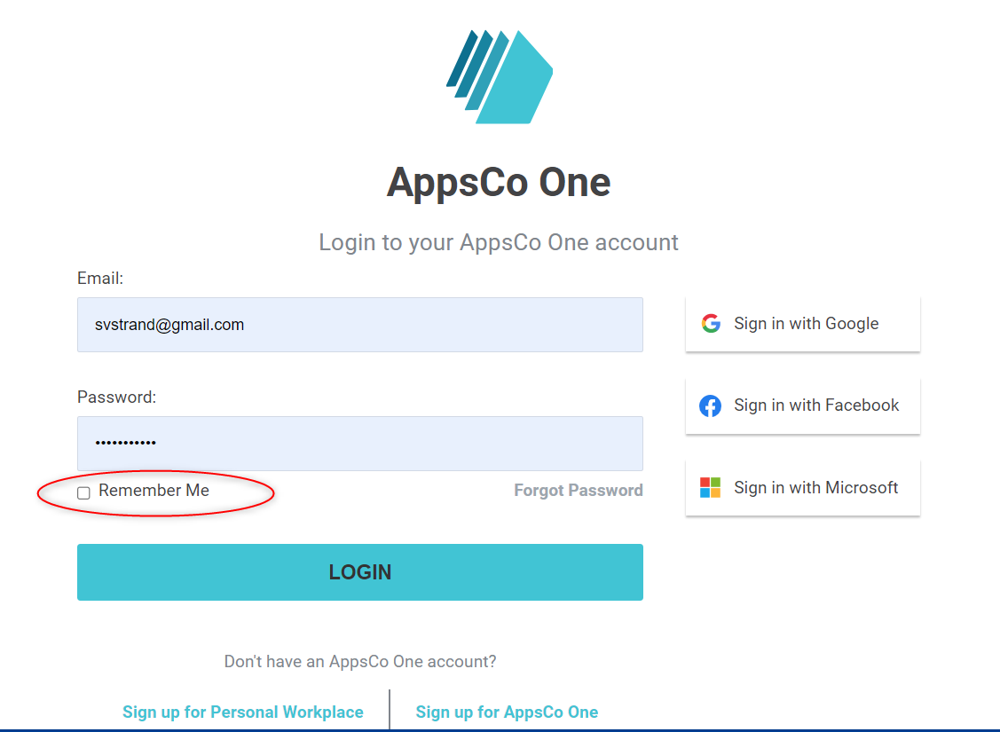 AppsCo One
Login to your AppsCo One account
Email:
svstrand@gmail.com
Password:
•••••••••••
Remember Me
Forgot Password
LOGIN
Sign in with Google
Sign in with Facebook
Sign in with Microsoft
Don't have an AppsCo One account?
Sign up for Personal Workplace
Sign up for AppsCo One